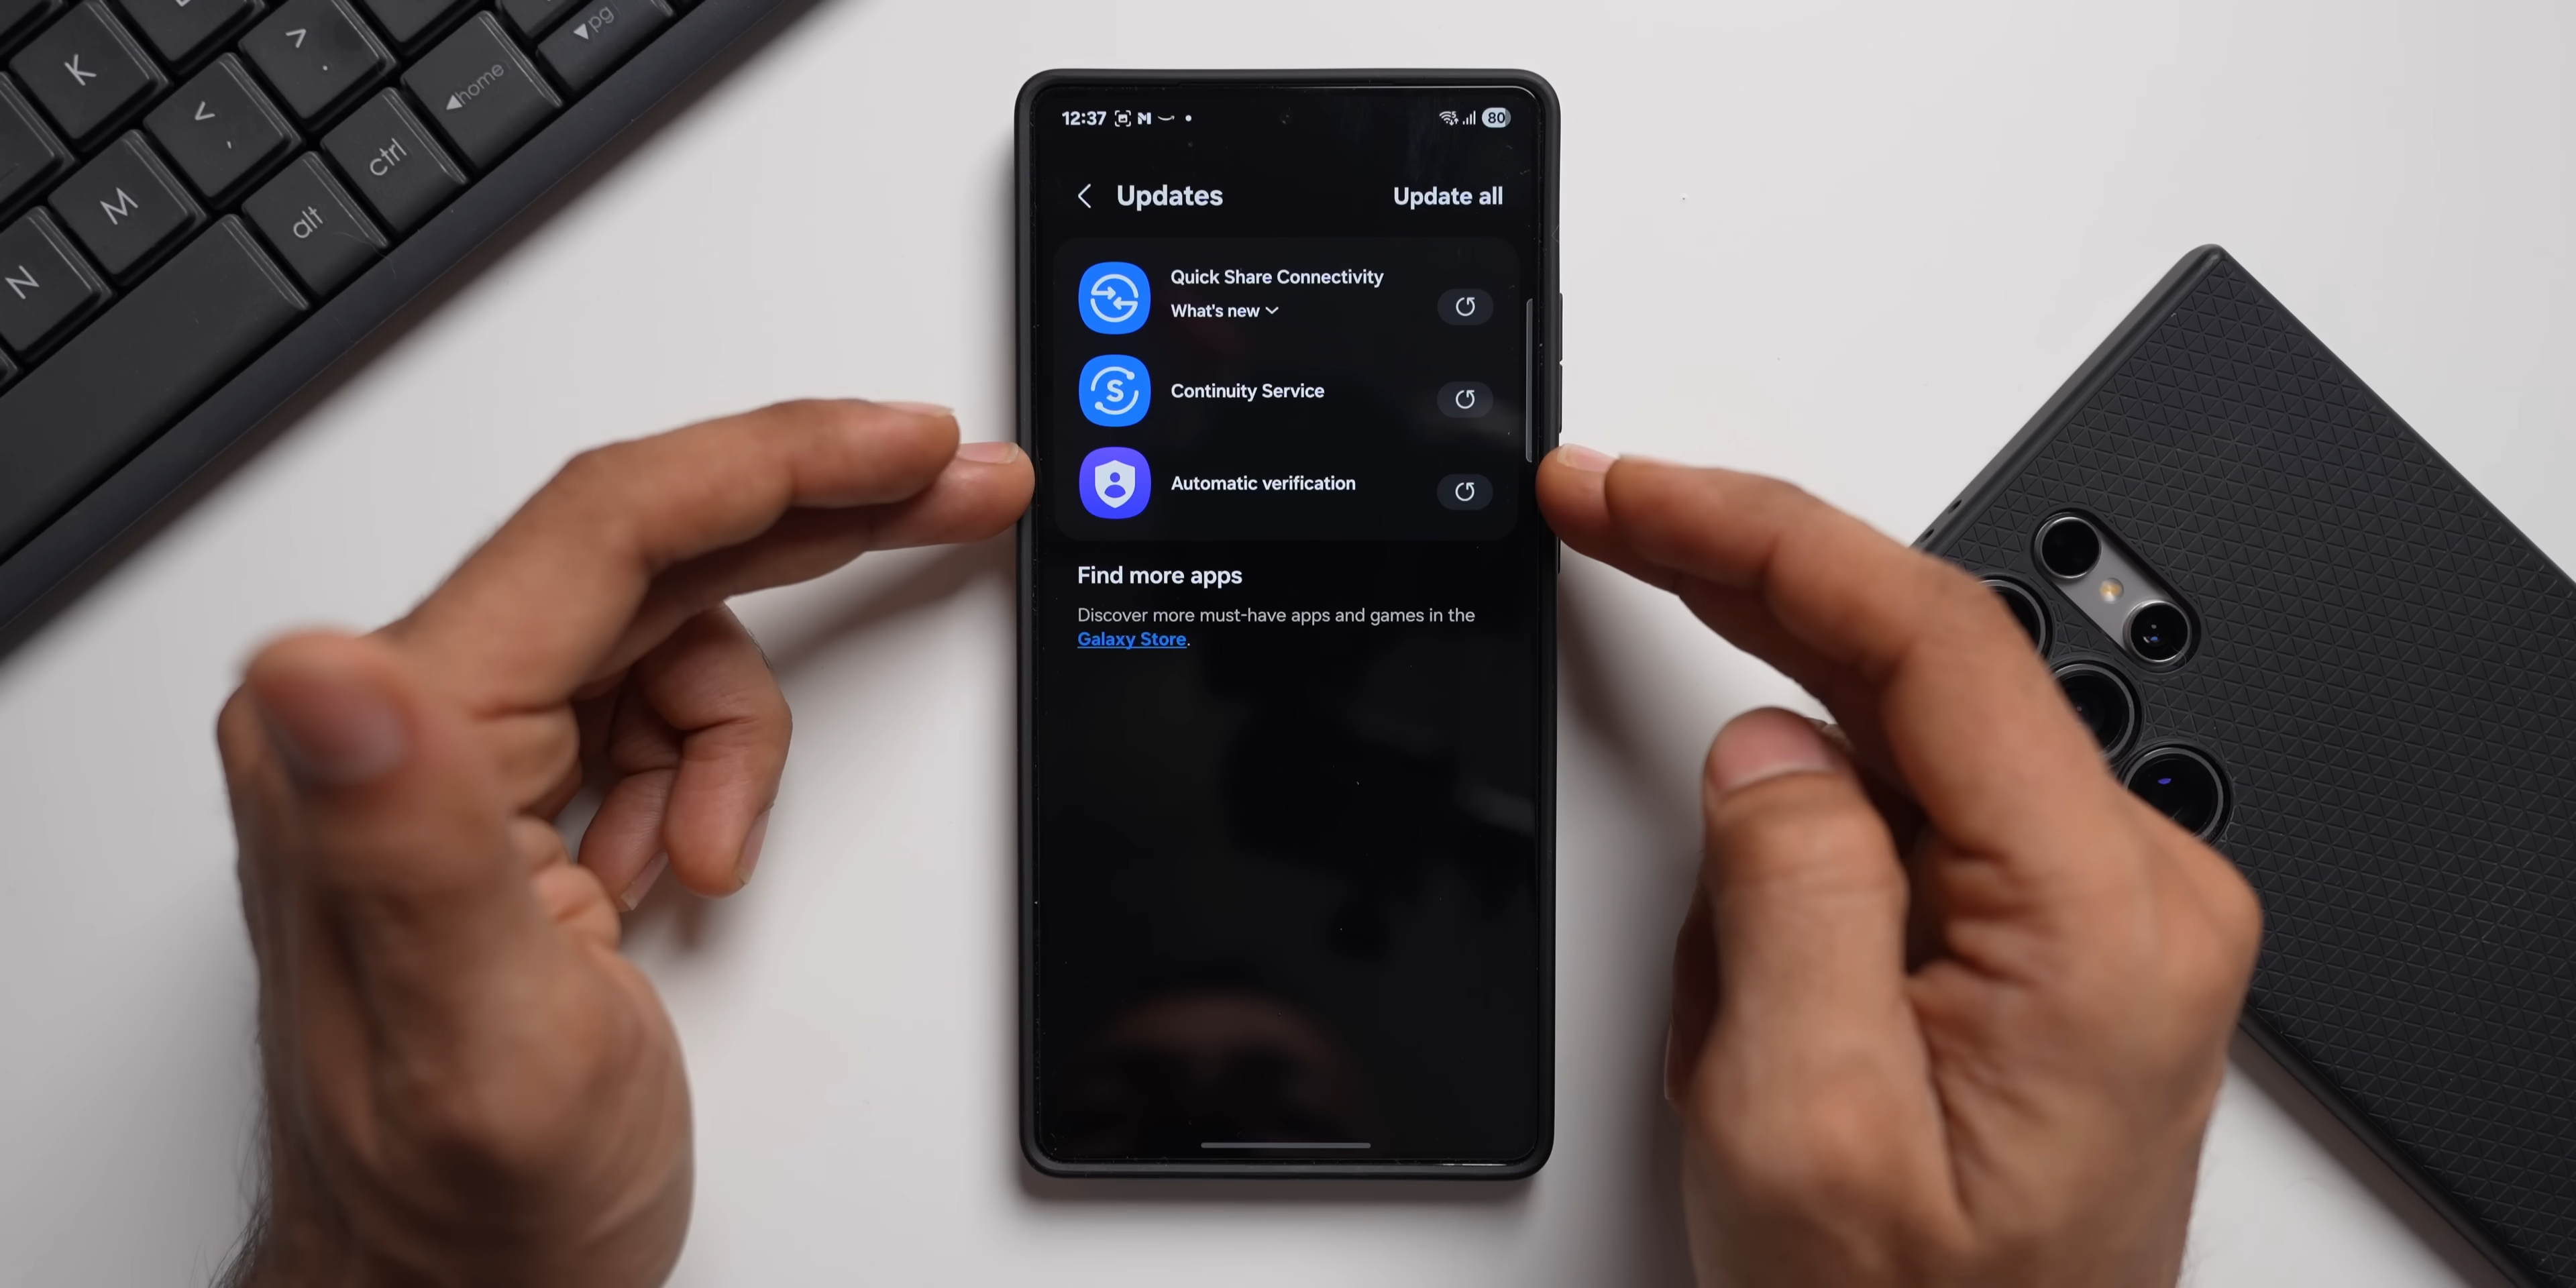 K
>
.
▼pg
<
,
◀home
M
ctrl
N
alt
12:37
80
Updates
Update all
Quick Share Connectivity
What's new
Continuity Service
S
Automatic verification
Find more apps
Discover more must-have apps and games in the
Galaxy Store.